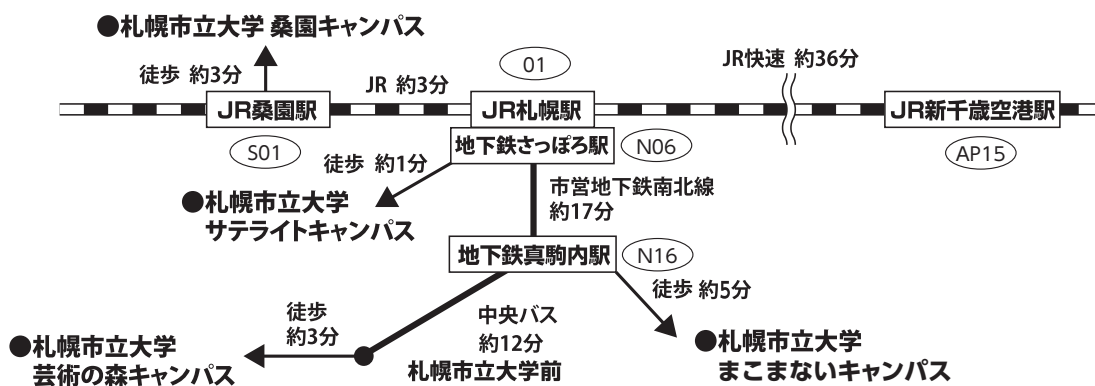 ●札幌市立大学 桑園キャンパス
徒歩 約3分
JR 約3分
01
JR快速 約36分
JR桑園駅
JR札幌駅
JR新千歳空港駅
S01
地下鉄さっぽろ駅
N06
AP15
徒歩 約1分
●札幌市立大学
サテライトキャンパス
市営地下鉄南北線
約17分
地下鉄真駒内駅
N16
徒歩 約5分
徒歩
約3分
中央バス
約12分
札幌市立大学前
●札幌市立大学
芸術の森キャンパス
●札幌市立大学
まこまないキャンパス